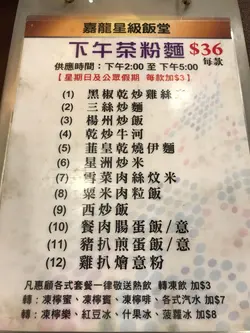 嘉龍星級飯堂
下午茶粉麵 $36
每款
供應時間：下午2:00 至 下午5:00
【星期日及公眾假期 每款加$3】
(1) 黑椒乾炒雞絲意
(2) 三絲炒麵
(3) 楊州炒飯
(4) 乾炒牛河
(5) 韮皇乾燒伊麵
(6) 星洲炒米
(7) 雪菜肉絲炆米
(8) 粟米肉粒飯
(9) 西炒飯
(10) 餐肉腸蛋飯/意
(11) 豬扒煎蛋飯/意
(12) 雞扒燴意粉
凡惠顧各式套餐一律敬送熱飲 轉凍飲 加$3
轉：凍檸蜜、凍檸賓、凍檸啡、各式汽水 加$7
轉：凍檸樂、紅豆冰、什果冰、菠蘿冰 加$8